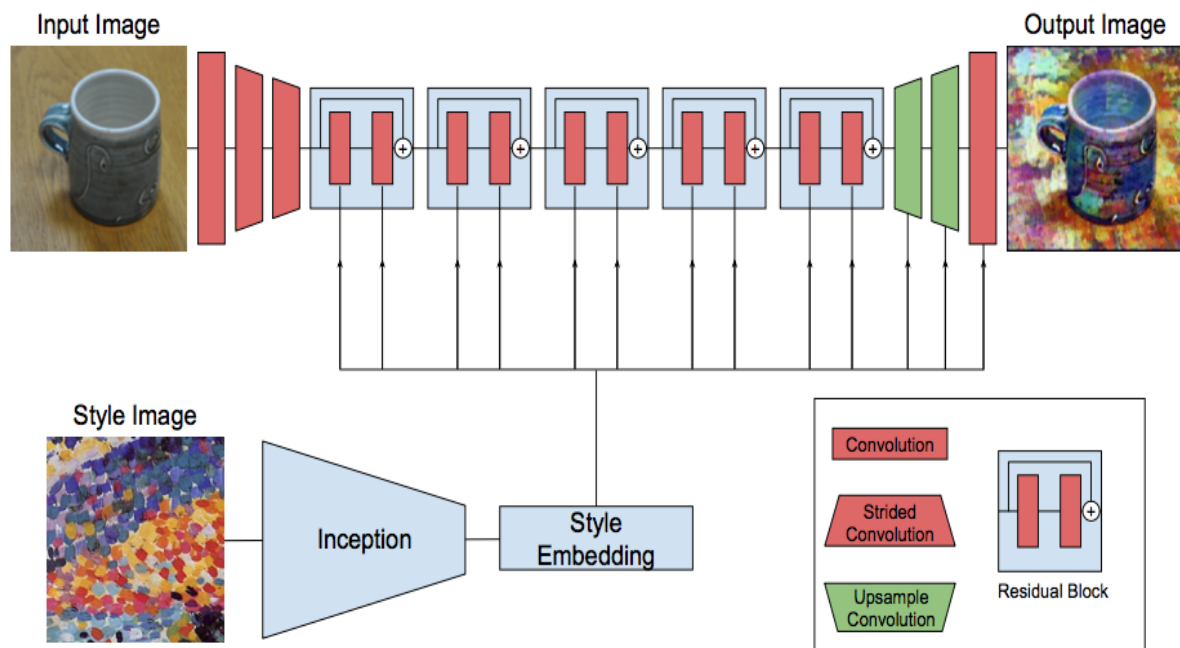 Input Image
Output Image
+
+
+
+
+
Style Image
Inception
Style
Embedding
Convolution
Strided
Convolution
Upsample
Convolution
+
Residual Block